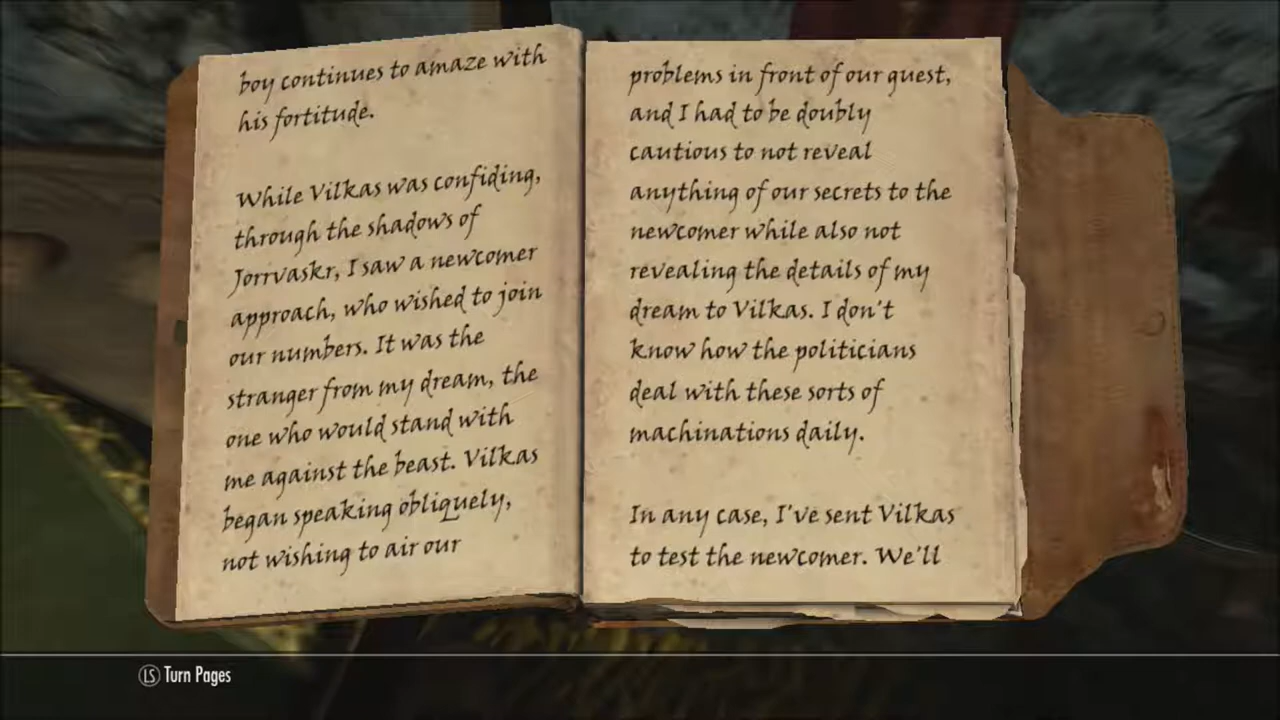 boy continues to amaze with
his fortitude.
While Vilkas was confiding,
through the shadows of
Jorrvaskr, I saw a newcomer
approach, who wished to join
our numbers. It was the
stranger from my dream, the
one who would stand with
me against the beast. Vilkas
began speaking obliquely,
not wishing to air our
problems in front of our guest,
and I had to be doubly
cautious to not reveal
anything of our secrets to the
newcomer while also not
revealing the details of my
dream to Vilkas. I don't
know how the politicians
deal with these sorts of
machinations daily.
In any case, I've sent Vilkas
to test the newcomer. We'll
LS Turn Pages